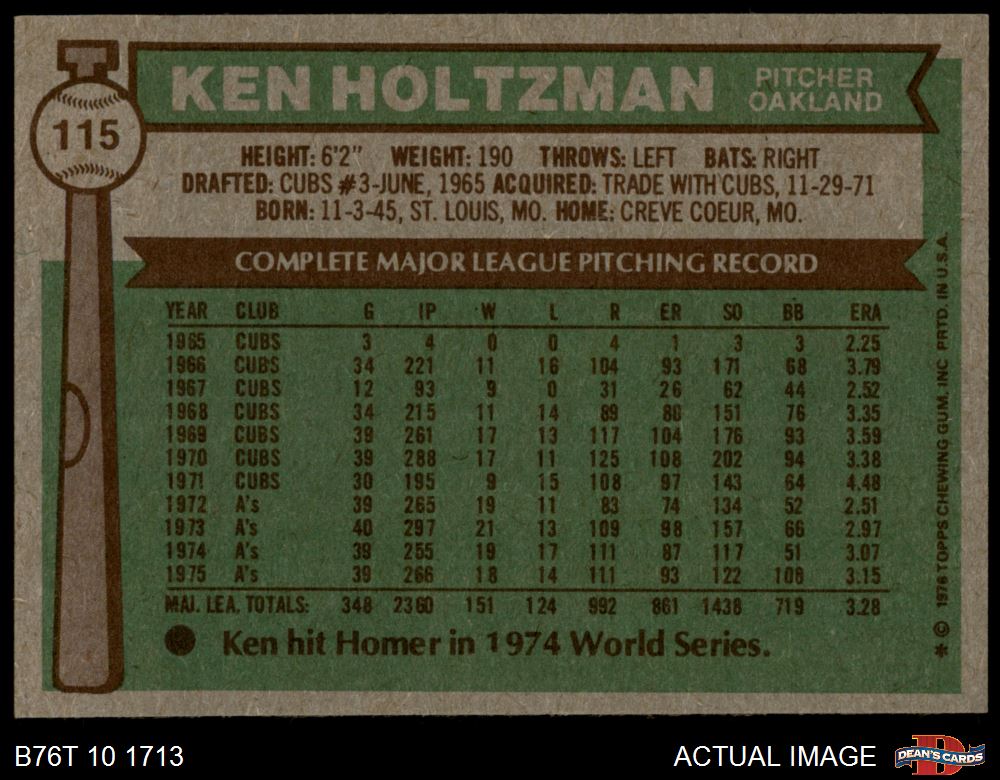 115
KEN HOLTZMAN
PITCHER
OAKLAND
HEIGHT: 6'2" WEIGHT: 190 THROWS: LEFT BATS: RIGHT
DRAFTED: CUBS #3-JUNE, 1965 ACQUIRED: TRADE WITH CUBS, 11-29-71
BORN: 11-3-45, ST. LOUIS, MO. HOME: CREVE COEUR, MO.
COMPLETE MAJOR LEAGUE PITCHING RECORD
YEAR CLUB G IP W L R ER SO BB ERA
1965 CUBS 3 4 0 0 4 1 3 3 2.25
1966 CUBS 34 221 11 16 104 93 171 68 3.79
1967 CUBS 12 93 9 0 31 26 62 44 2.52
1968 CUBS 34 215 11 14 89 80 151 76 3.35
1969 CUBS 39 261 17 13 117 104 176 93 3.59
1970 CUBS 39 288 17 11 125 108 202 94 3.38
1971 CUBS 30 195 9 15 108 97 143 64 4.48
1972 A's 39 265 19 11 83 74 134 52 2.51
1973 A's 40 297 21 13 109 98 157 66 2.97
1974 A's 39 255 19 17 111 87 117 51 3.07
1975 A's 39 266 18 14 111 93 122 108 3.15
MAJ. LEA. TOTALS: 348 2360 151 124 992 861 1438 719 3.28
Ken hit Homer in 1974 World Series.
* © 1976 TOPPS CHEWING GUM, INC. PRTD. IN U.S.A.
B76T 10 1713
ACTUAL IMAGE
D
DEAN'S CARDS